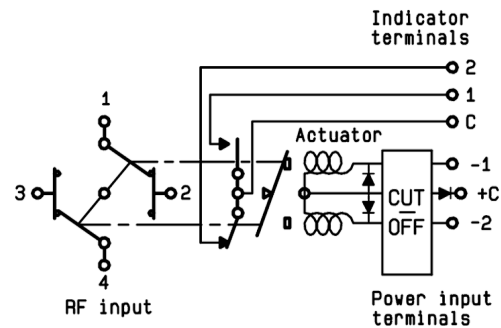 Indicator
terminals
2
1
C
1
Actuator
3
2
-1
CUT
OFF
+C
-2
4
RF input
Power input
terminals